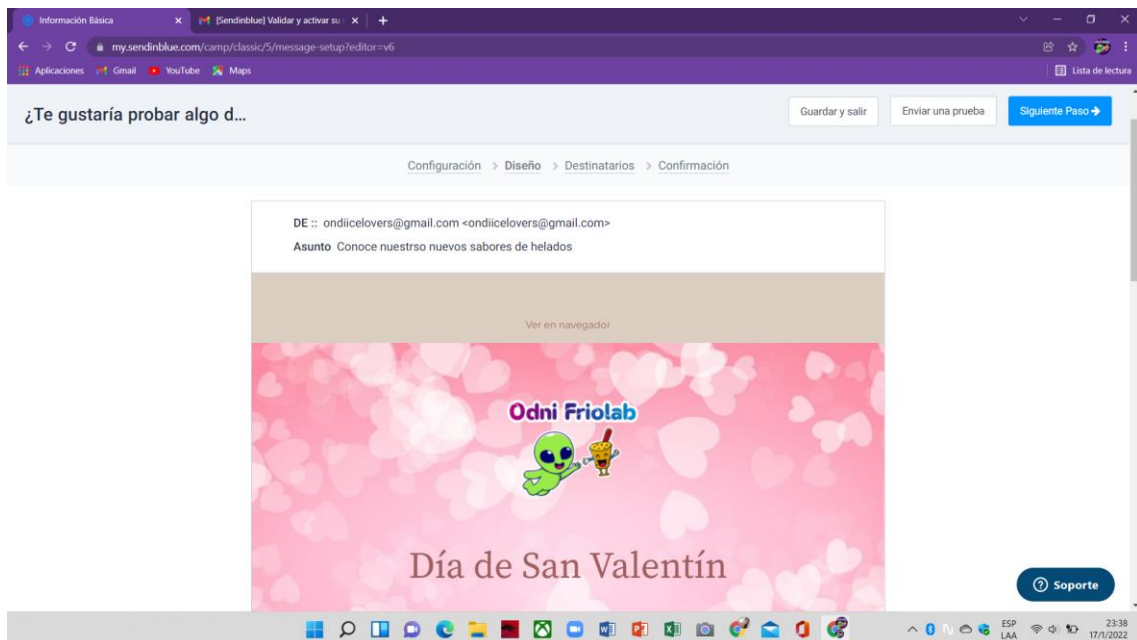 Información Básica
[Sendinblue] Validar y activar su
my.sendinblue.com/camp/classic/5/message-setup?editor=v6
Aplicaciones Gmail YouTube Maps Lista de lectura
¿Te gustaría probar algo d... Guardar y salir Enviar una prueba Siguiente Paso
Configuración > Diseño > Destinatarios > Confirmación
DE :: ondiicelovers@gmail.com <ondiicelovers@gmail.com>
Asunto Conoce nuestrso nuevos sabores de helados
Ver en navegador
Odni Friolab
Día de San Valentín
Soporte
ESP
LAA
23:38
17/1/2022